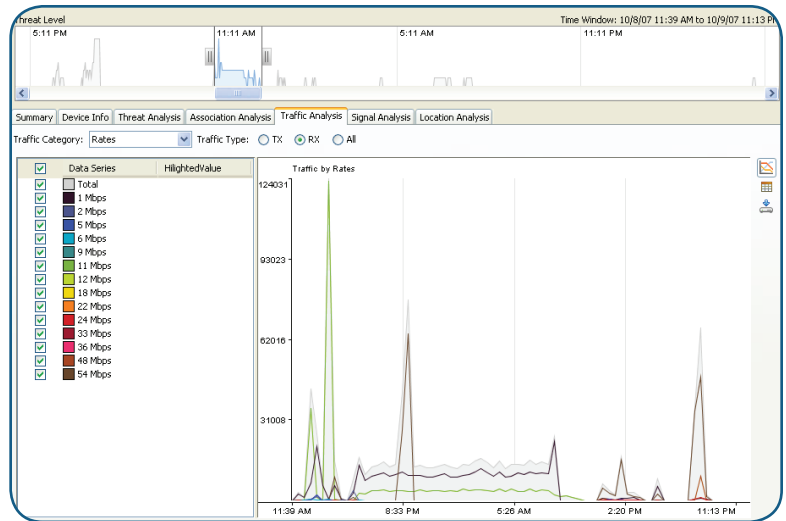 Threat Level
Time Window: 10/8/07 11:39 AM to 10/9/07 11:13 PM
5:11 PM 11:11 AM 5:11 AM 11:11 PM
Summary Device Info Threat Analysis Association Analysis Traffic Analysis Signal Analysis Location Analysis
Traffic Category: Rates Traffic Type: TX RX All
Data Series HilightedValue
Total
1 Mbps
2 Mbps
5 Mbps
6 Mbps
9 Mbps
11 Mbps
12 Mbps
18 Mbps
22 Mbps
24 Mbps
33 Mbps
36 Mbps
48 Mbps
54 Mbps
Traffic by Rates
124031
93023
62016
31008
11:39 AM 8:33 PM 5:26 AM 2:20 PM 11:13 PM